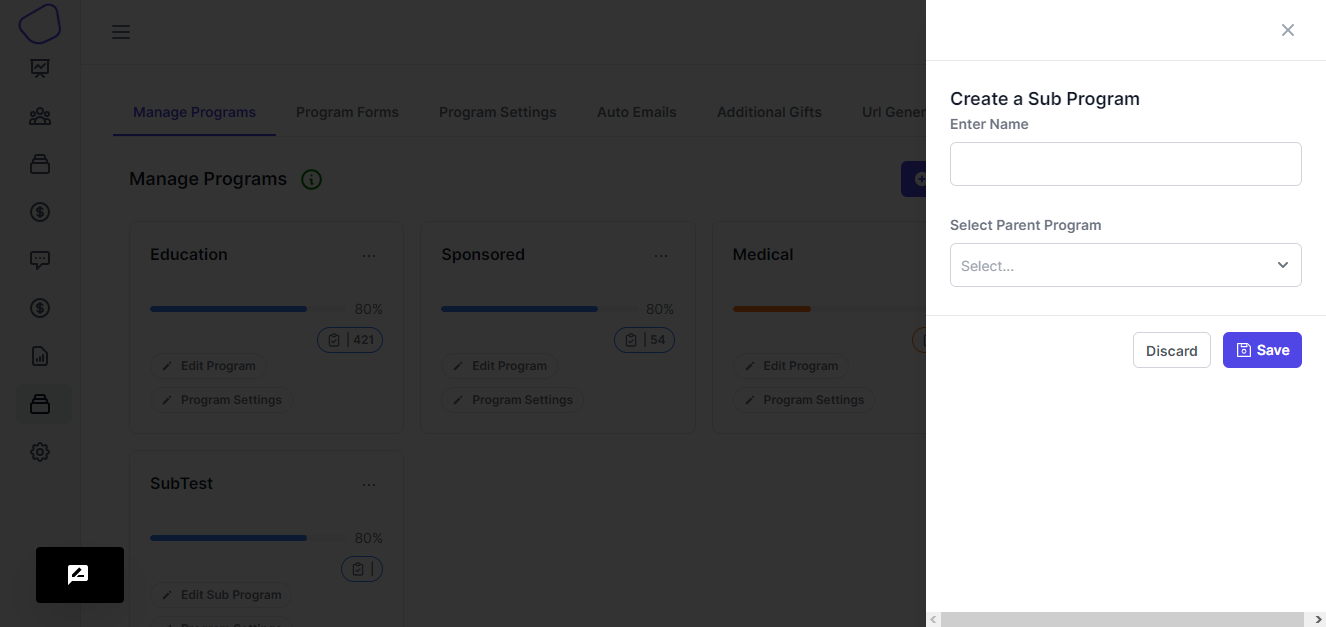 Manage Programs
Program Forms
Program Settings
Auto Emails
Additional Gifts
Url Gener
Manage Programs
Education
...
80%
| 421
Edit Program
Program Settings
Sponsored
...
80%
| 54
Edit Program
Program Settings
Medical
Edit Program
Program Settings
SubTest
...
80%
|
Edit Sub Program
Program Settings
Create a Sub Program
Enter Name
Select Parent Program
Select...
Discard
Save